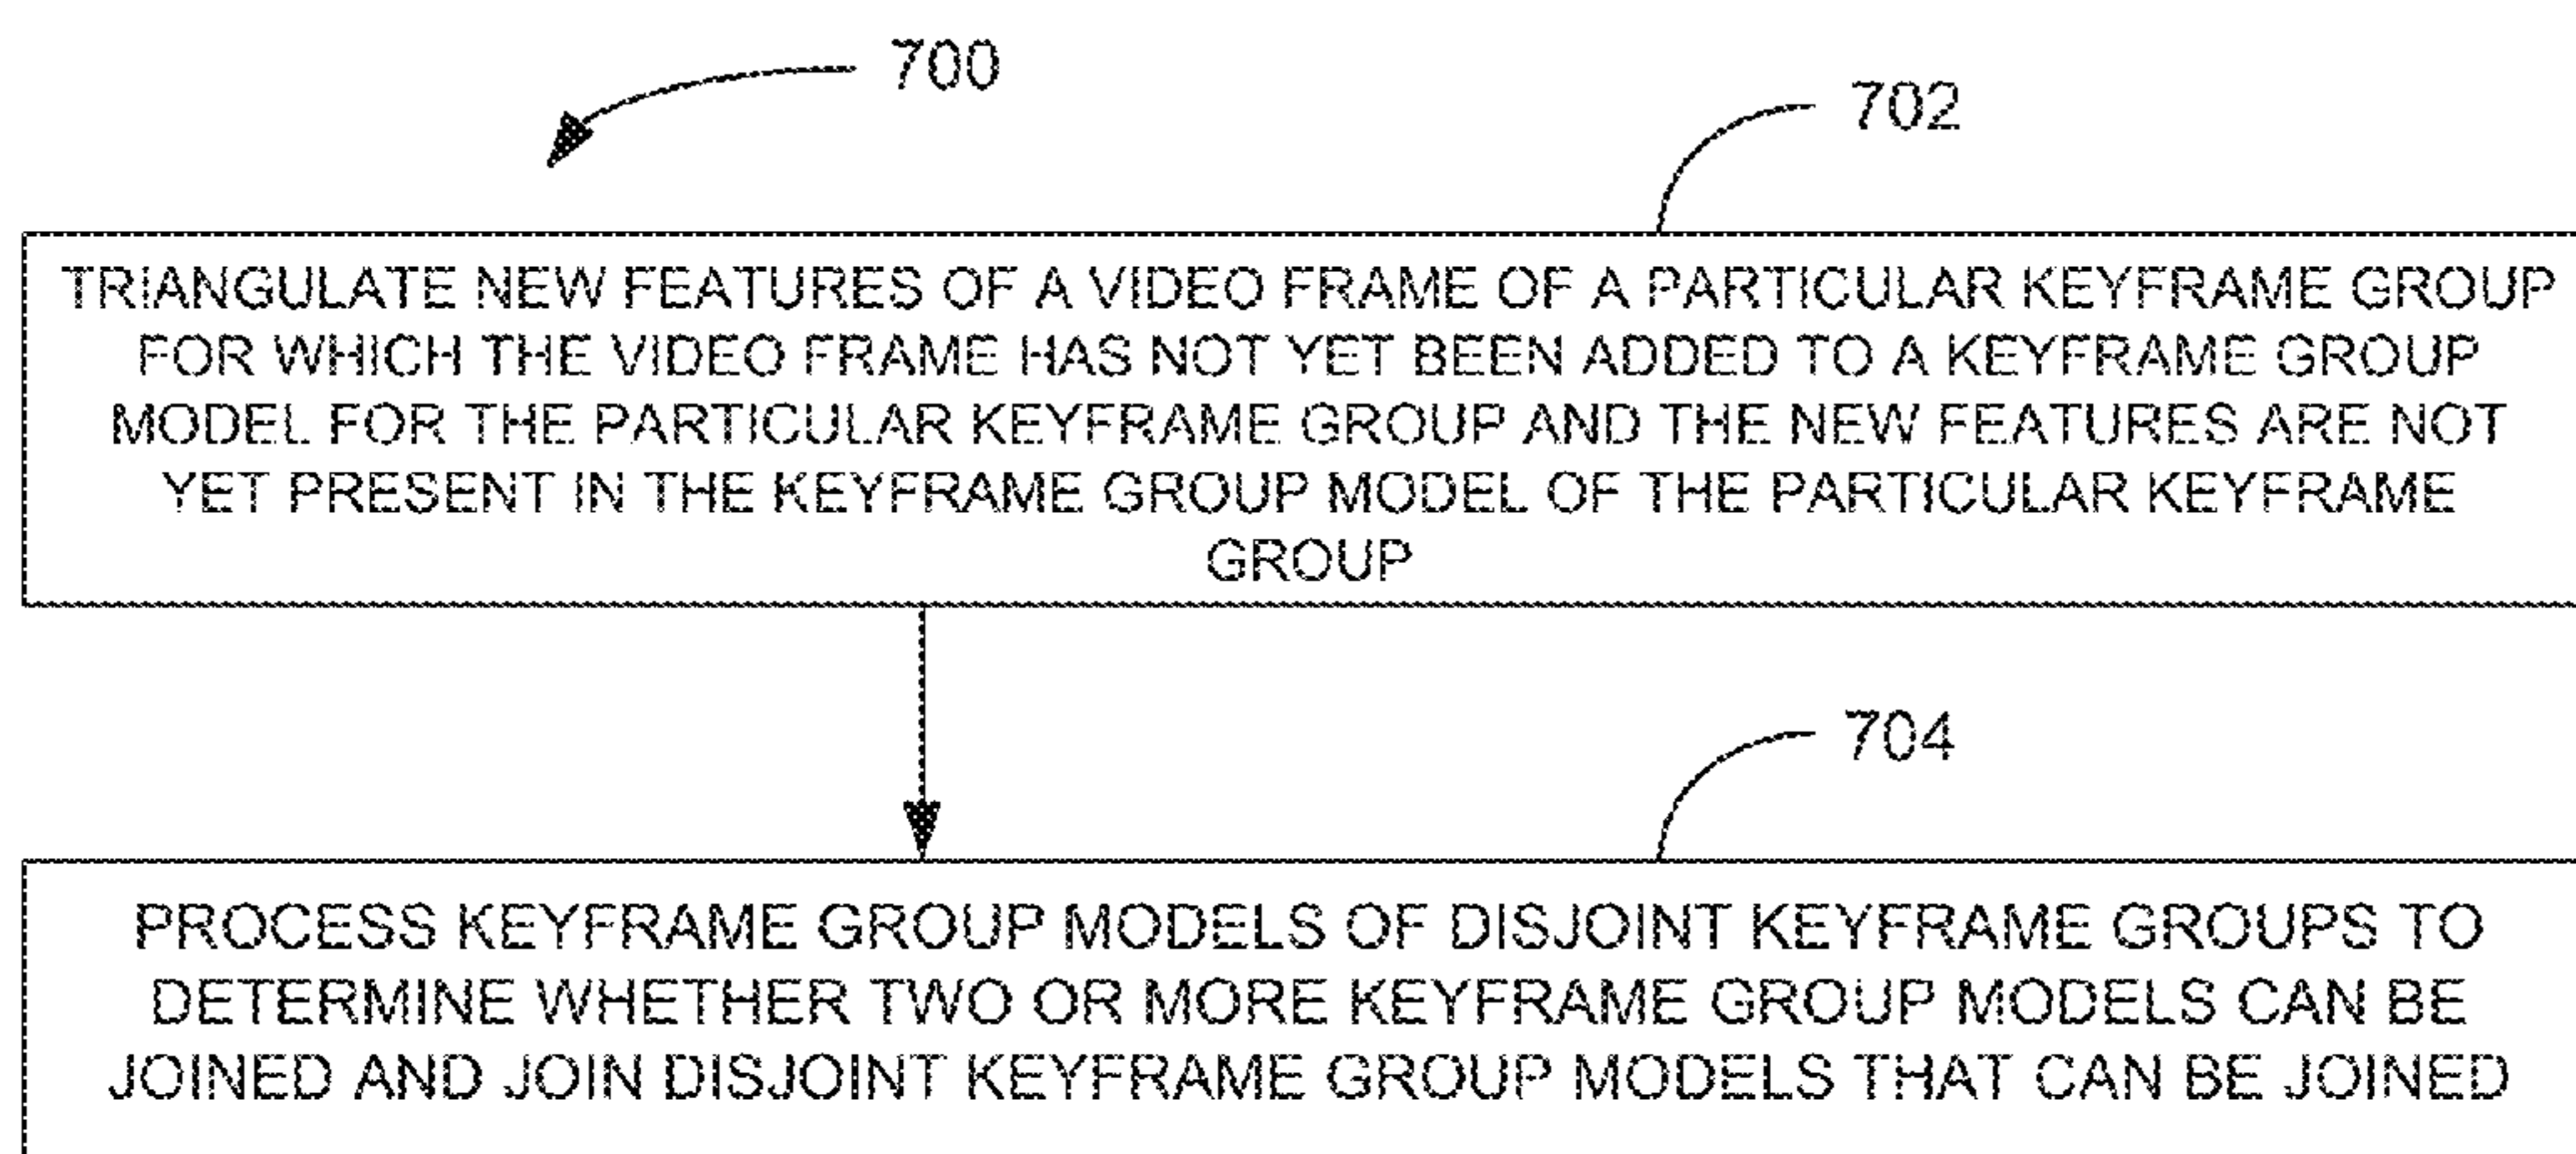 700
702
TRIANGULATE NEW FEATURES OF A VIDEO FRAME OF A PARTICULAR KEYFRAME GROUP
FOR WHICH THE VIDEO FRAME HAS NOT YET BEEN ADDED TO A KEYFRAME GROUP
MODEL FOR THE PARTICULAR KEYFRAME GROUP AND THE NEW FEATURES ARE NOT
YET PRESENT IN THE KEYFRAME GROUP MODEL OF THE PARTICULAR KEYFRAME
GROUP
704
PROCESS KEYFRAME GROUP MODELS OF DISJOINT KEYFRAME GROUPS TO
DETERMINE WHETHER TWO OR MORE KEYFRAME GROUP MODELS CAN BE
JOINED AND JOIN DISJOINT KEYFRAME GROUP MODELS THAT CAN BE JOINED